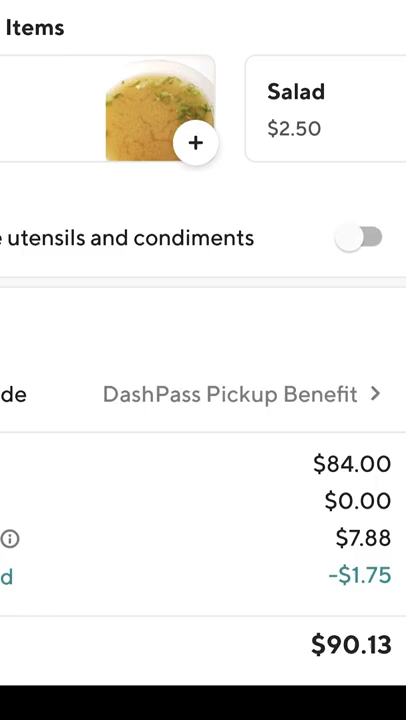 Items
Salad
$2.50
utensils and condiments
de DashPass Pickup Benefit
$84.00
$0.00
$7.88
d -$1.75
$90.13